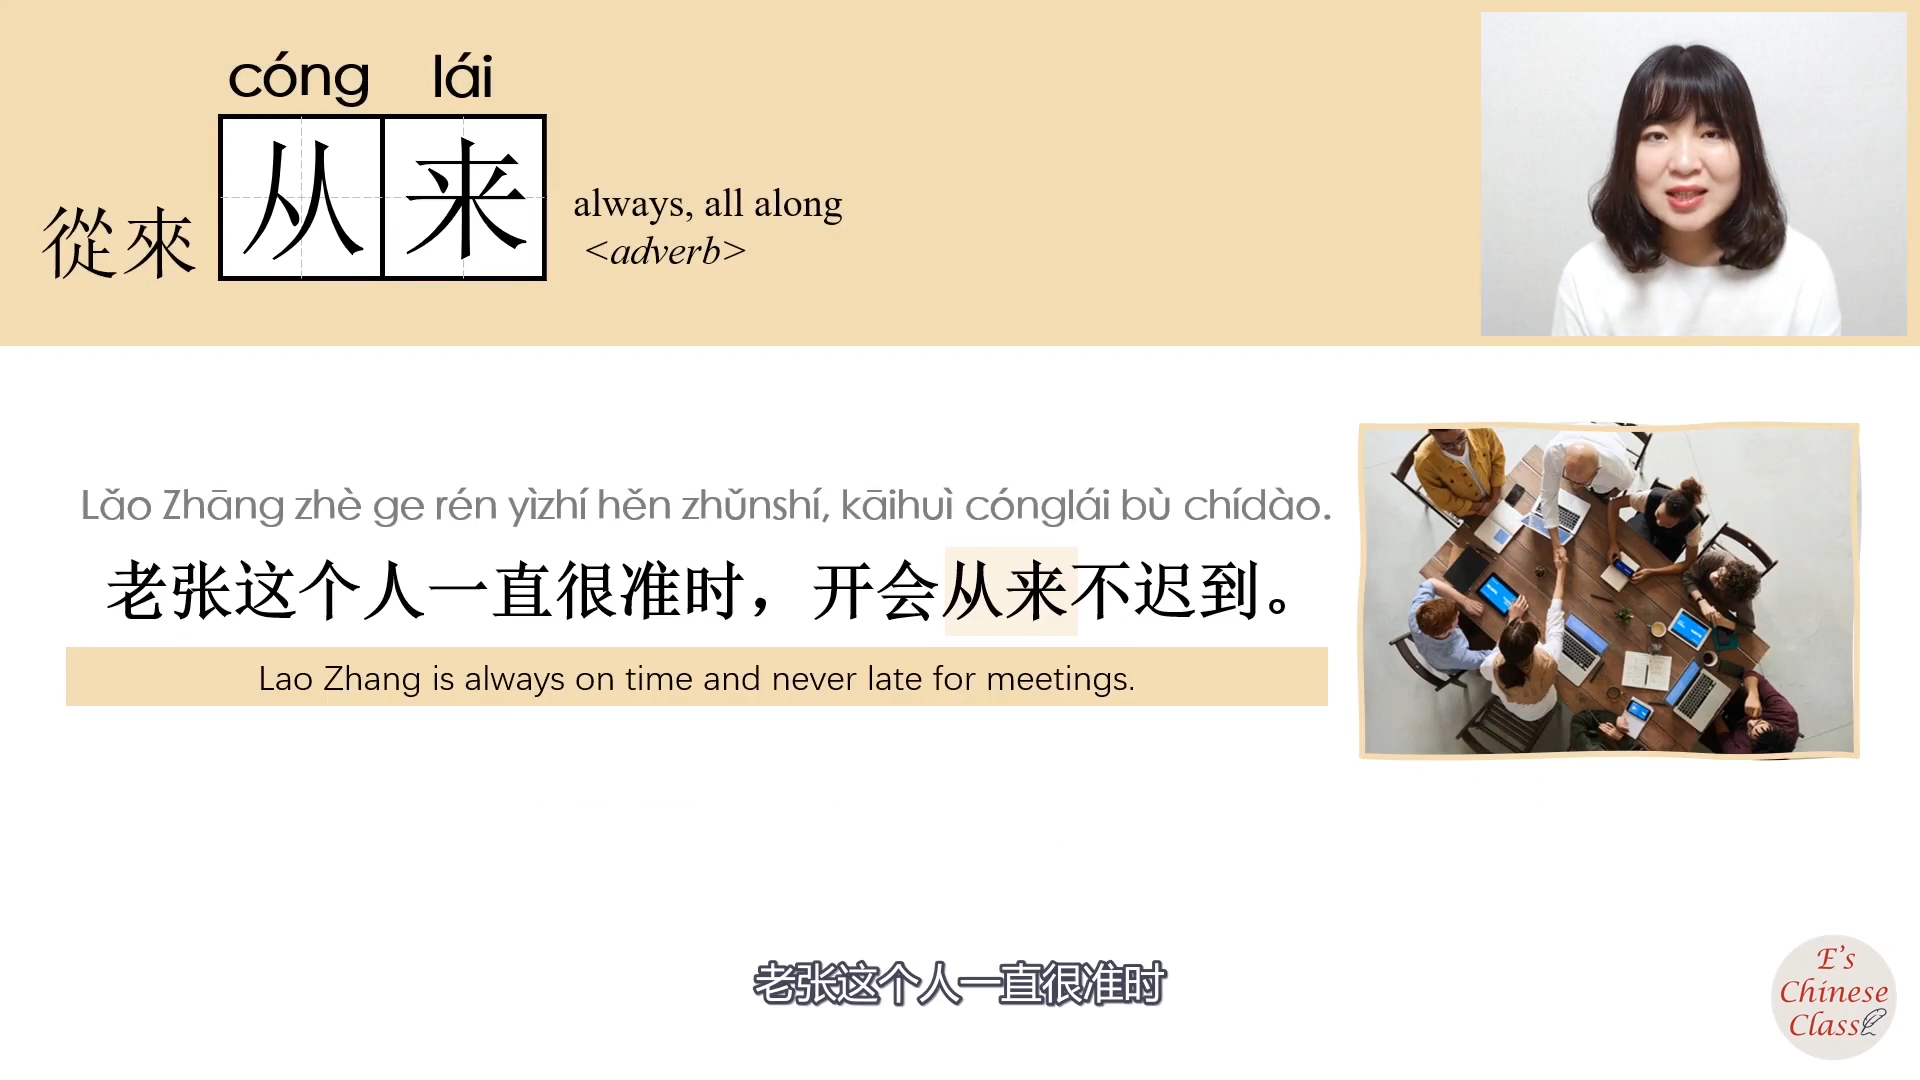 cóng lái
從來
从来
always, all along
<adverb>
Lǎo Zhāng zhè ge rén yìzhí hěn zhǔnshí, kāihuì cónglái bù chídào.
老张这个人一直很准时，开会从来不迟到。
Lao Zhang is always on time and never late for meetings.
老张这个人一直很准时
E's
Chinese
Class